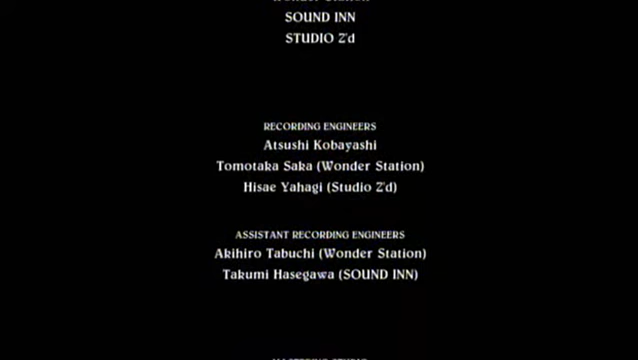 SOUND INN
STUDIO Z'd
RECORDING ENGINEERS
Atsushi Kobayashi
Tomotaka Saka (Wonder Station)
Hisae Yahagi (Studio Z'd)
ASSISTANT RECORDING ENGINEERS
Akihiro Tabuchi (Wonder Station)
Takumi Hasegawa (SOUND INN)